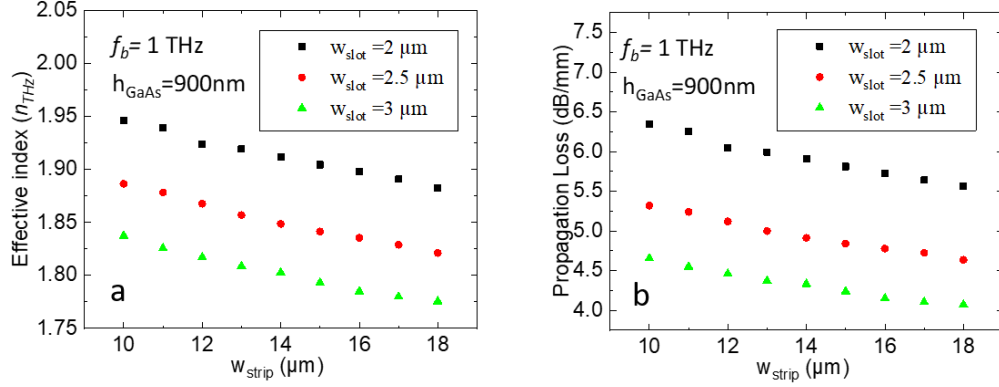 2.05
2.00
1.95
1.90
1.85
1.80
1.75
Effective index (n_THz)
f_b= 1 THz
h_GaAs=900nm
w_slot =2 µm
w_slot =2.5 µm
w_slot =3 µm
a
10 12 14 16 18
w_strip (µm)
7.5
7.0
6.5
6.0
5.5
5.0
4.5
4.0
Propagation Loss (dB/mm)
f_b= 1 THz
h_GaAs=900nm
w_slot =2 µm
w_slot =2.5 µm
w_slot =3 µm
b
10 12 14 16 18
w_strip (µm)